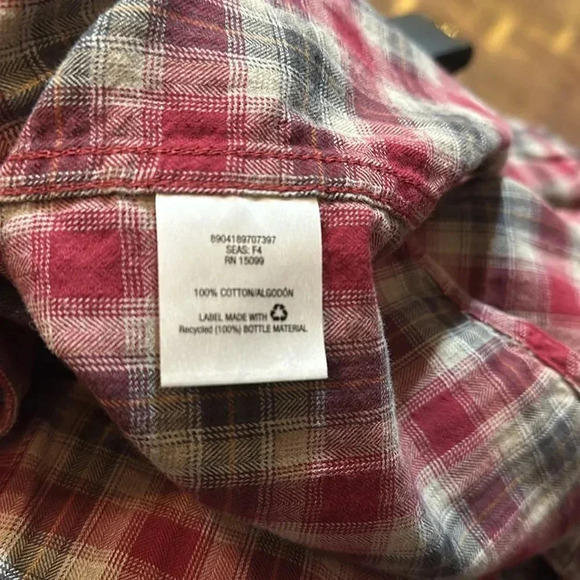 8904189707397
SEAS: F4
RN 15099
100% COTTON/ALGODÓN
LABEL MADE WITH
Recycled (100%) BOTTLE MATERIAL